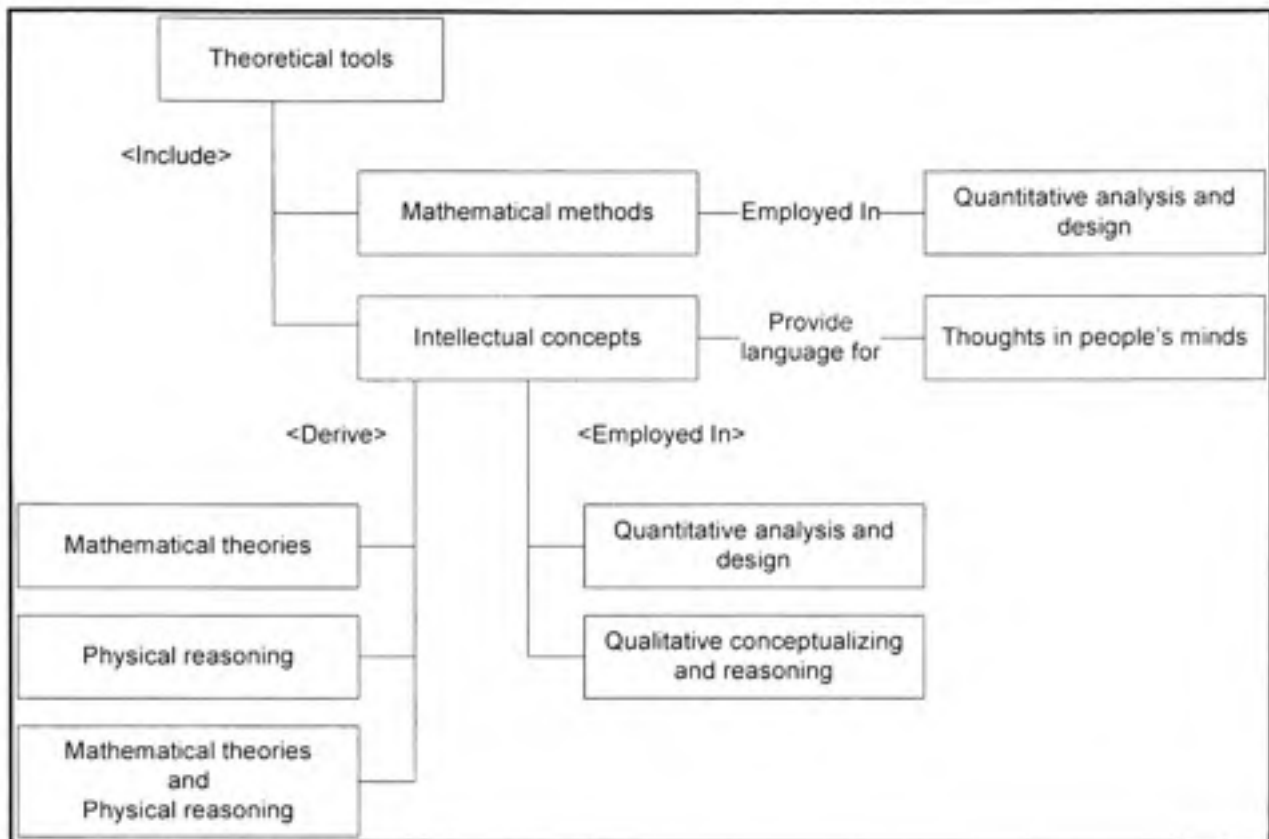 Theoretical tools
<Include>
Mathematical methods
Employed In
Quantitative analysis and
design
Intellectual concepts
Provide
language for
Thoughts in people's minds
<Derive>
<Employed In>
Mathematical theories
Quantitative analysis and
design
Physical reasoning
Qualitative conceptualizing
and reasoning
Mathematical theories
and
Physical reasoning